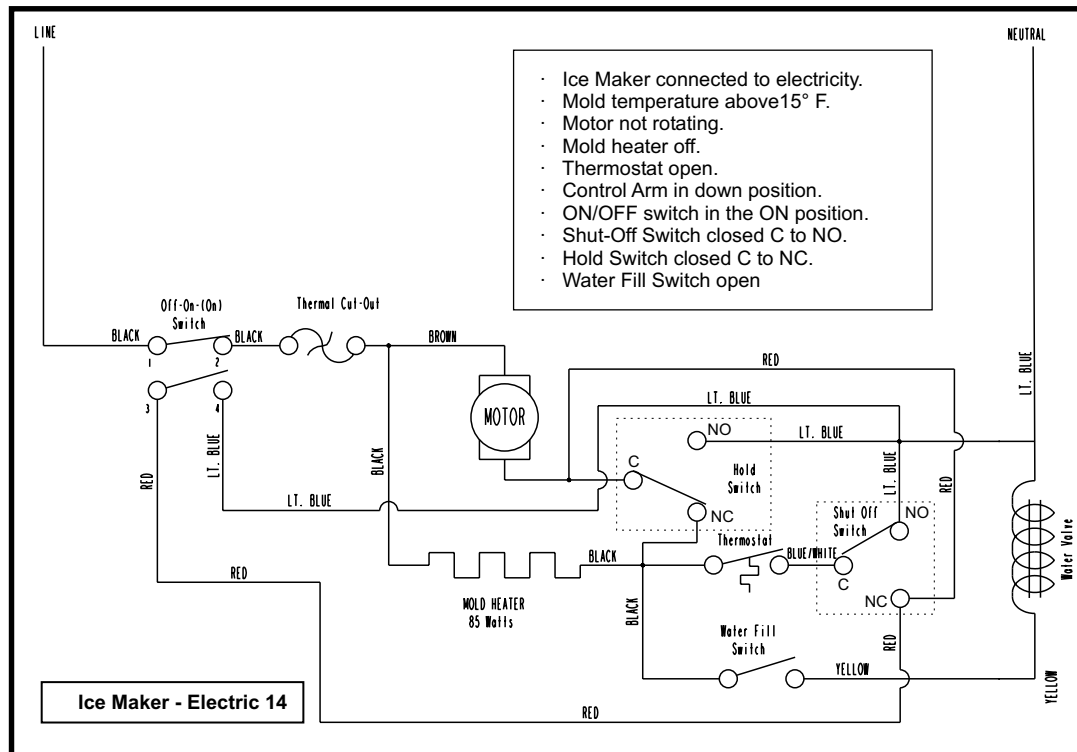 LINE
NEUTRAL
· Ice Maker connected to electricity.
· Mold temperature above15° F.
· Motor not rotating.
· Mold heater off.
· Thermostat open.
· Control Arm in down position.
· ON/OFF switch in the ON position.
· Shut-Off Switch closed C to NO.
· Hold Switch closed C to NC.
· Water Fill Switch open
Off-On-(On)
Switch
Thermal Cut-Out
BLACK
1
2
BLACK
BROWN
RED
LT. BLUE
3
4
LT. BLUE
MOTOR
NO
LT. BLUE
RED
LT. BLUE
BLACK
C
Hold
Switch
LT. BLUE
RED
LT. BLUE
NC
Shut Off
Switch
NO
Thermostat
BLACK
BLUE/WHITE
C
Water Valve
RED
MOLD HEATER
85 Watts
BLACK
NC
Water Fill
Switch
RED
YELLOW
YELLOW
Ice Maker - Electric 14
RED